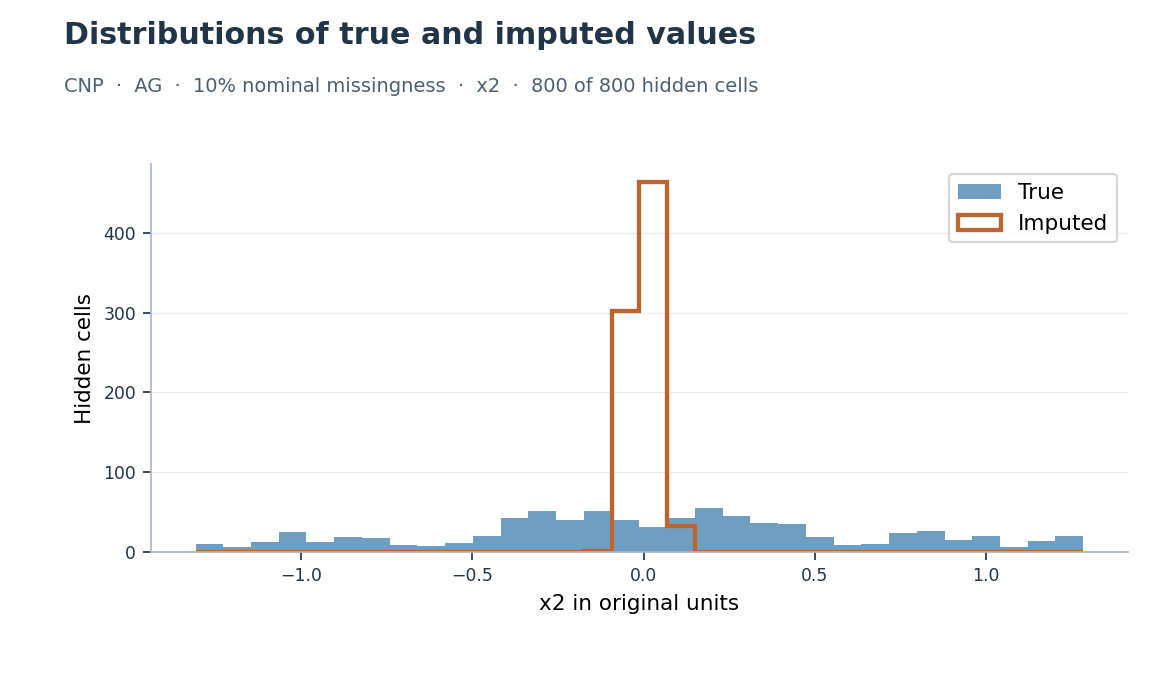 Distributions of true and imputed values
CNP · AG · 10% nominal missingness · x2 · 800 of 800 hidden cells
True
Imputed
Hidden cells
400
300
200
100
0
−1.0
−0.5
0.0
0.5
1.0
x2 in original units